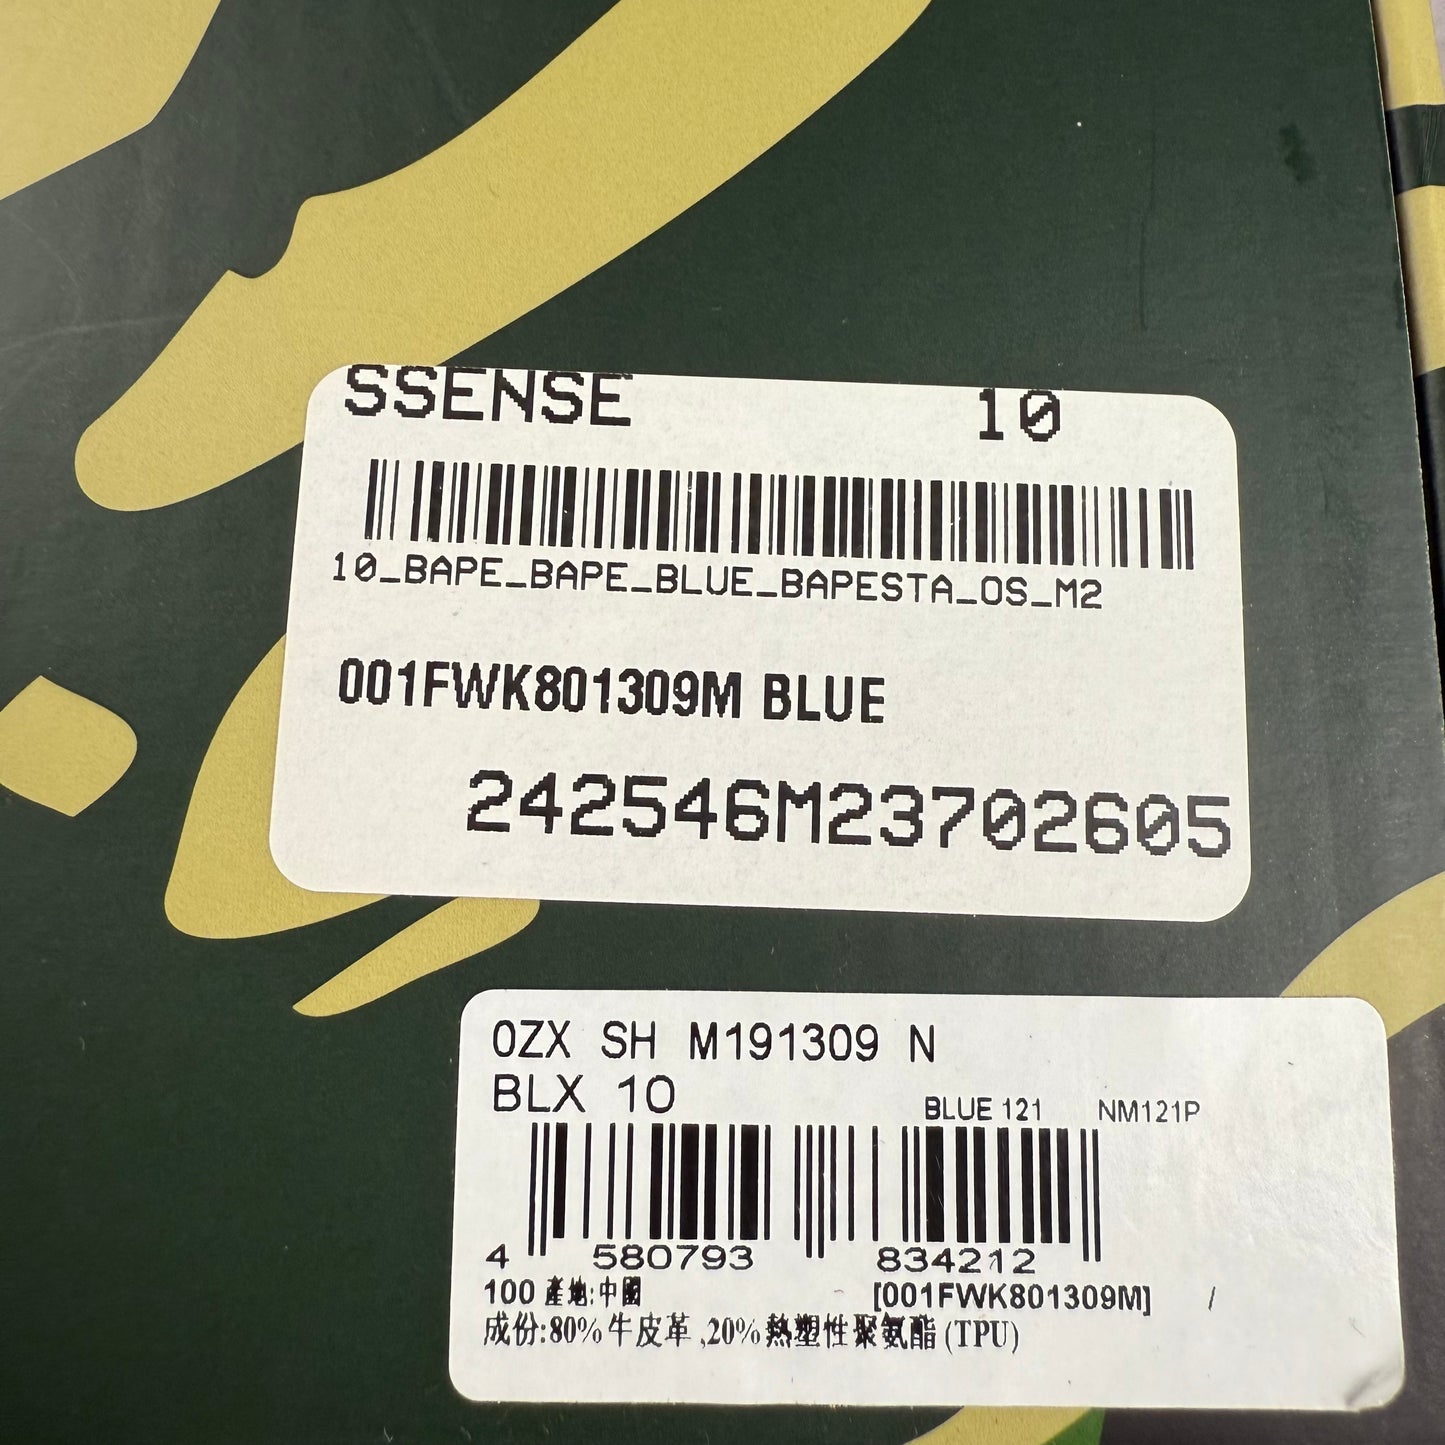 SSENSE 10
10_BAPE_BAPE_BLUE_BAPESTA_OS_M2
001FWK801309M BLUE
242546M23702605
0ZX SH M191309 N
BLX 10
BLUE 121 NM121P
4 580793 834212
100 產地:中國 [001FWK801309M] /
成份:80%牛皮革 ,20%熱塑性聚氨酯(TPU)